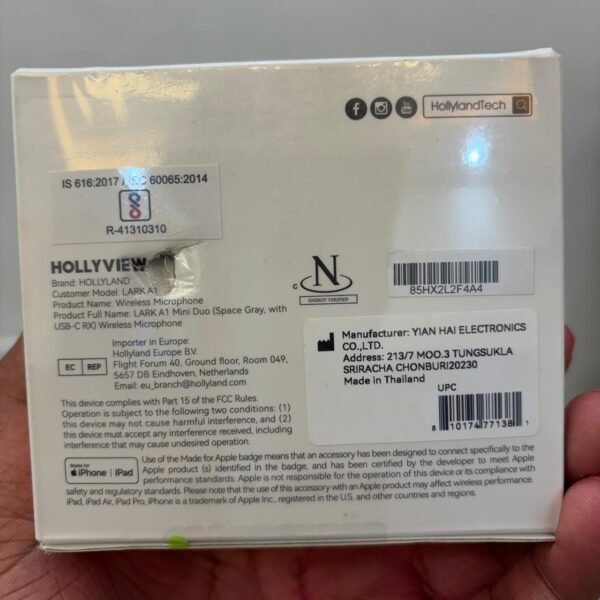 HollylandTech
IS 616:2017 / IEC 60065:2014
R-41310310
HOLLYVIEW
Brand: HOLLYLAND
Customer Model: LARK A1
Product Name: Wireless Microphone
Product Full Name: LARK A1 Mini Duo (Space Gray, with
USB-C RX) Wireless Microphone
Importer in Europe:
Hollyland Europe B.V.
EC REP
Flight Forum 40, Ground floor, Room 049,
5657 DB Eindhoven, Netherlands
Email: eu_branch@hollyland.com
This device complies with Part 15 of the FCC Rules.
Operation is subject to the following two conditions: (1)
this device may not cause harmful interference, and (2)
this device must accept any interference received, including
interference that may cause undesired operation.
c N
ENERGY VERIFIED
85HX2L2F4A4
Manufacturer: YIAN HAI ELECTRONICS
CO.,LTD.
Address: 213/7 MOO.3 TUNGSUKLA
SRIRACHA CHONBURI20230
Made in Thailand
UPC
8 10174 77138 1
Made for
iPhone | iPad
Use of the Made for Apple badge means that an accessory has been designed to connect specifically to the
Apple product (s) identified in the badge, and has been certified by the developer to meet Apple
performance standards. Apple is not responsible for the operation of this device or its compliance with
safety and regulatory standards. Please note that the use of this accessory with an Apple product may affect wireless performance.
iPad, iPad Air, iPad Pro, iPhone is a trademark of Apple Inc., registered in the U.S. and other countries and regions.